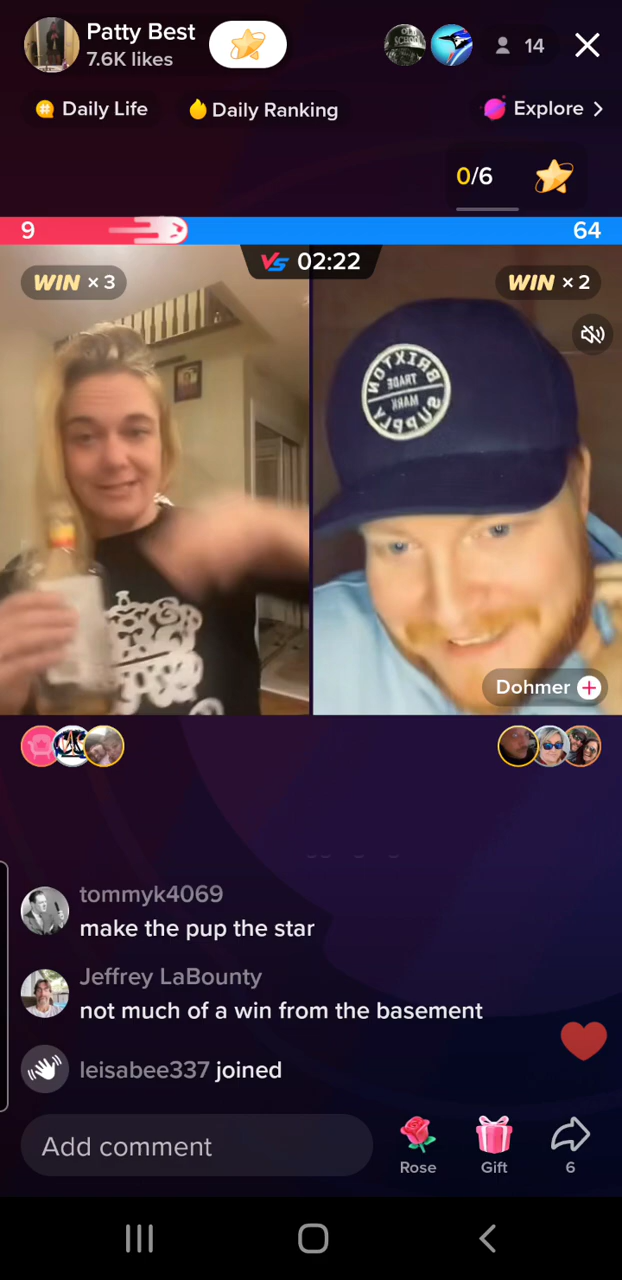 Patty Best
7.6K likes
14
Daily Life
Daily Ranking
Explore
0/6
9
64
VS 02:22
WIN × 3
WIN × 2
BRIXTON
TRADE
MARK
SUPPLY
Dohmer
tommyk4069
make the pup the star
Jeffrey LaBounty
not much of a win from the basement
leisabee337 joined
Add comment
Rose
Gift
6